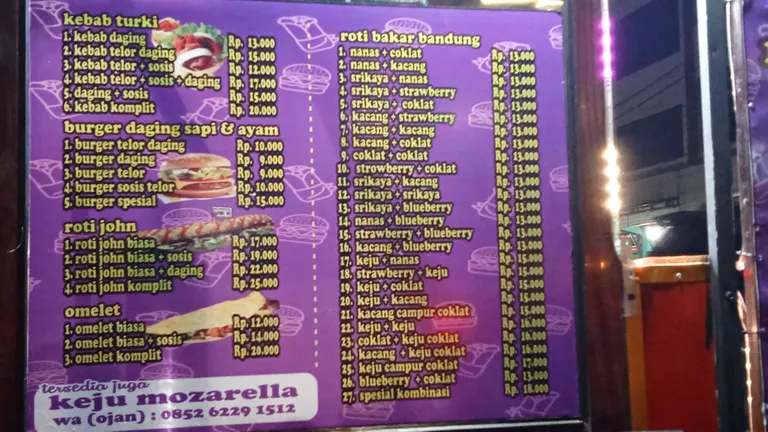 kebab turki
1. kebab daging Rp. 13.000
2. kebab telor daging Rp. 15.000
3. kebab telor + sosis Rp. 12.000
4. kebab telor + sosis + daging Rp. 17.000
5. daging + sosis Rp. 15.000
6. kebab komplit Rp. 20.000
burger daging sapi & ayam
1. burger telor daging Rp. 10.000
2. burger daging Rp. 9.000
3. burger telor Rp. 9.000
4. burger sosis telor Rp. 10.000
5. burger spesial Rp. 15.000
roti john
1. roti john biasa Rp. 17.000
2. roti john biasa + sosis Rp. 19.000
3. roti john biasa + daging Rp. 22.000
4. roti john komplit Rp. 25.000
omelet
1. omelet biasa Rp. 12.000
2. omelet biasa + sosis Rp. 14.000
3. omelet komplit Rp. 20.000
tersedia juga
keju mozarella
wa (ojan) : 0852 6229 1512
roti bakar bandung
1. nanas + coklat Rp. 13.000
2. nanas + kacang Rp. 13.000
3. srikaya + nanas Rp. 13.000
4. srikaya + strawberry Rp. 13.000
5. srikaya + coklat Rp. 13.000
6. kacang + strawberry Rp. 13.000
7. kacang + kacang Rp. 13.000
8. kacang + coklat Rp. 13.000
9. coklat + coklat Rp. 13.000
10. strowberry + coklat Rp. 13.000
11. srikaya + kacang Rp. 13.000
12. srikaya + srikaya Rp. 13.000
13. srikaya + blueberry Rp. 13.000
14. nanas + blueberry Rp. 13.000
15. strawberry + blueberry Rp. 13.000
16. kacang + blueberry Rp. 13.000
17. keju + nanas Rp. 15.000
18. strawberry + keju Rp. 15.000
19. keju + coklat Rp. 15.000
20. keju + kacang Rp. 15.000
21. kacang campur coklat Rp. 15.000
22. keju + keju Rp. 16.000
23. coklat + keju coklat Rp. 16.000
24. kacang + keju coklat Rp. 16.000
25. keju campur coklat Rp. 17.000
26. blueberry + coklat Rp. 13.000
27. spesial kombinasi Rp. 18.000